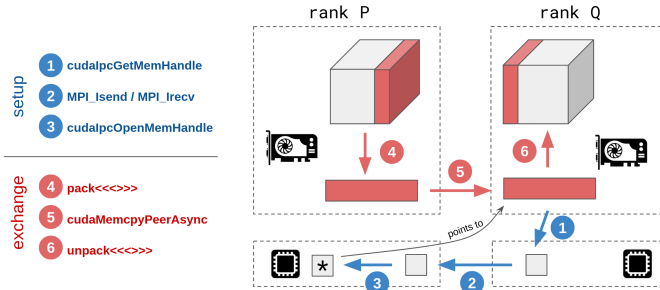 rank P
rank Q
setup
1 cudaIpcGetMemHandle
2 MPI_Isend / MPI_Irecv
3 cudaIpcOpenMemHandle
exchange
4 pack<<<>>>
5 cudaMemcpyPeerAsync
6 unpack<<<>>>
4
5
6
points to
1
*
3
2